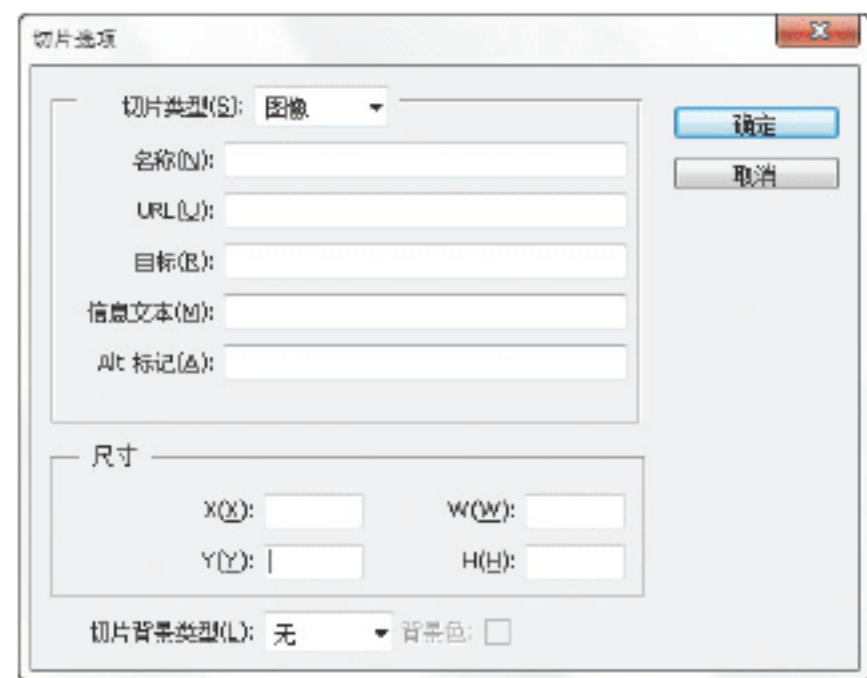 切片选项
切片类型(S): 图像
确定
名称(N):
取消
URL(U):
目标(R):
信息文本(M):
Alt 标记(A):
尺寸
X(X): W(W):
Y(Y): H(H):
切片背景类型(L): 无 背景色: